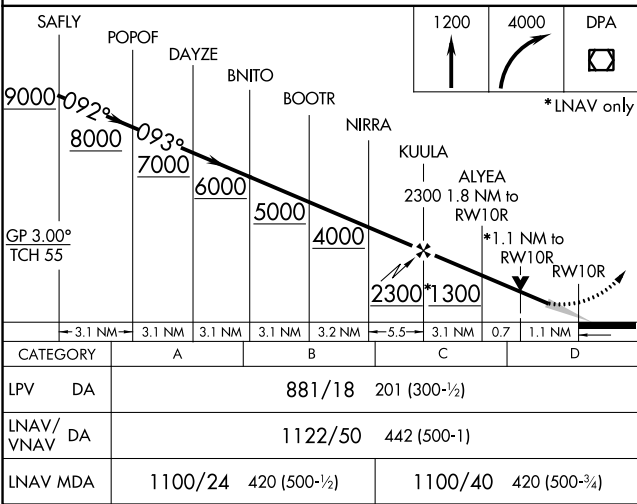 SAFLY
POPOF
DAYZE
BNITO
BOOTR
NIRRA
KUULA
2300
ALYEA
1.8 NM to
RW10R
*1.1 NM to
RW10R
RW10R
1200
4000
DPA
*LNAV only
9000
092°
8000
093°
7000
6000
5000
4000
2300
*1300
GP 3.00°
TCH 55
3.1 NM
3.1 NM
3.1 NM
3.1 NM
3.2 NM
5.5
3.1 NM
0.7
1.1 NM
CATEGORY A B C D
LPV DA 881/18 201 (300-½)
LNAV/
VNAV DA 1122/50 442 (500-1)
LNAV MDA 1100/24 420 (500-½) 1100/40 420 (500-¾)